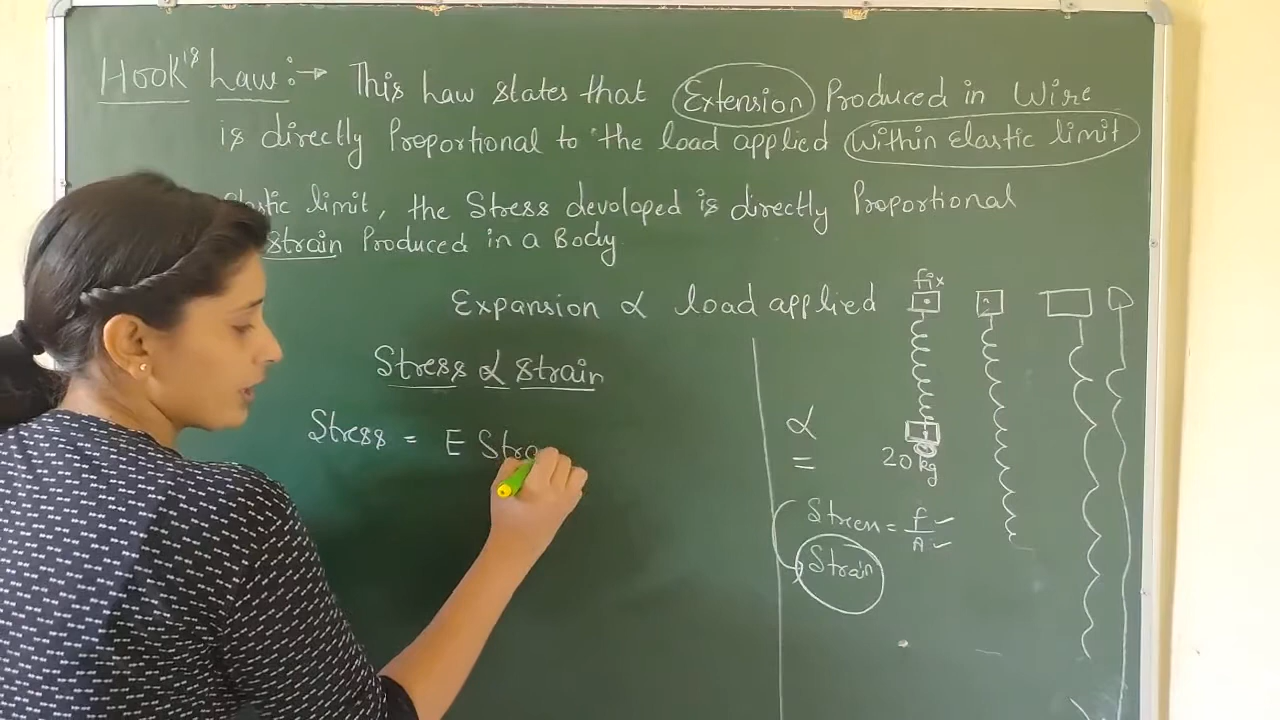 Hook's Law :→ This Law states that Extension Produced in Wire
is directly Proportional to the load applied within Elastic limit
Elastic limit, the Stress devoloped is directly Proportional
strain Produced in a Body
Expansion ∝ load applied
Stress ∝ strain
Stress = E Stra
fix
∝
=
20 kg
Stress = F/A
Strain